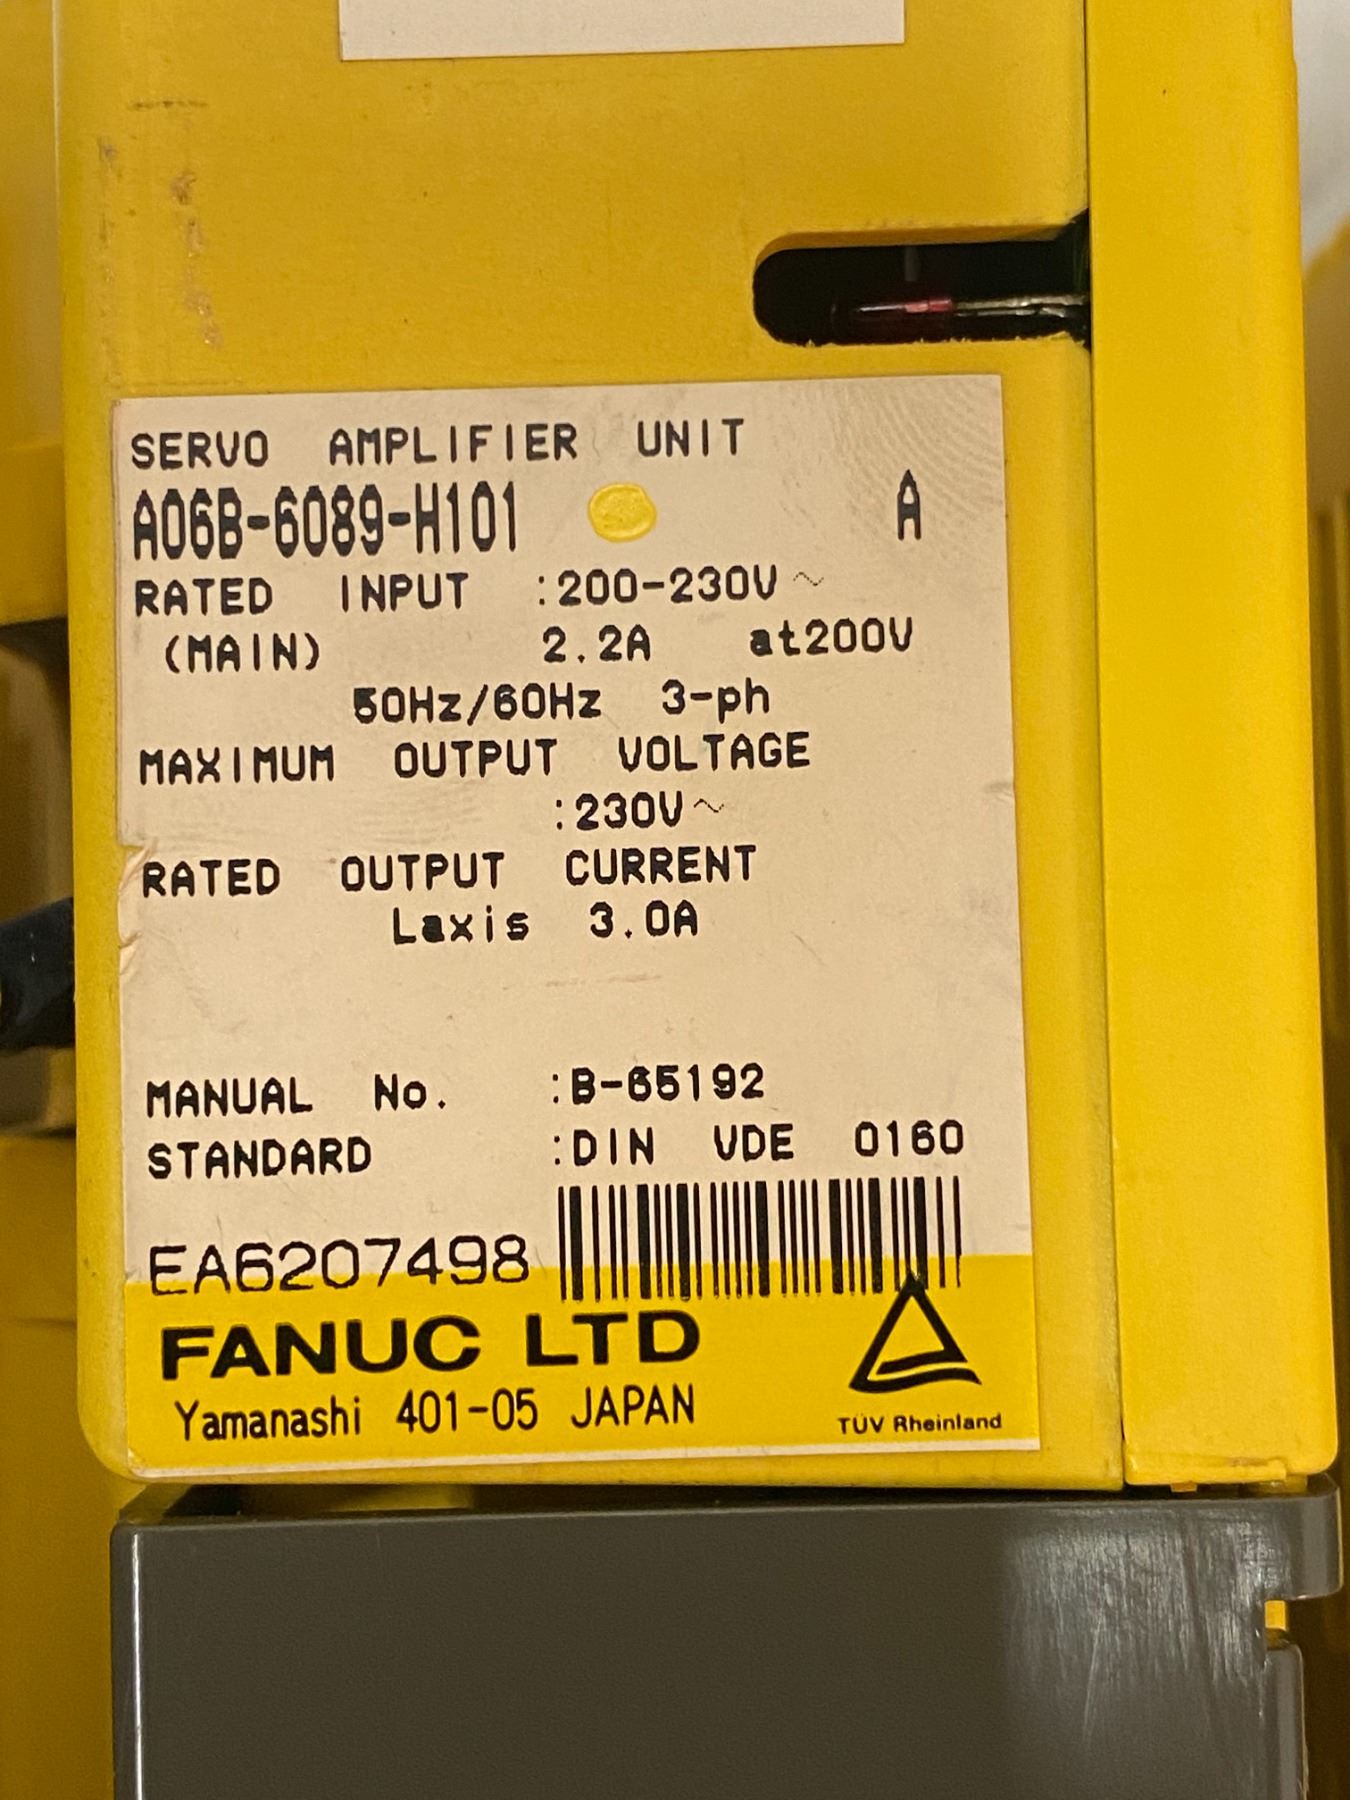 SERVO AMPLIFIER UNIT
A06B-6089-H101 A
RATED INPUT :200-230V~
(MAIN) 2.2A at200V
50Hz/60Hz 3-ph
MAXIMUM OUTPUT VOLTAGE
:230V~
RATED OUTPUT CURRENT
Laxis 3.0A
MANUAL No. :B-65192
STANDARD :DIN VDE 0160
EA6207498
FANUC LTD
Yamanashi 401-05 JAPAN
TÜV Rheinland